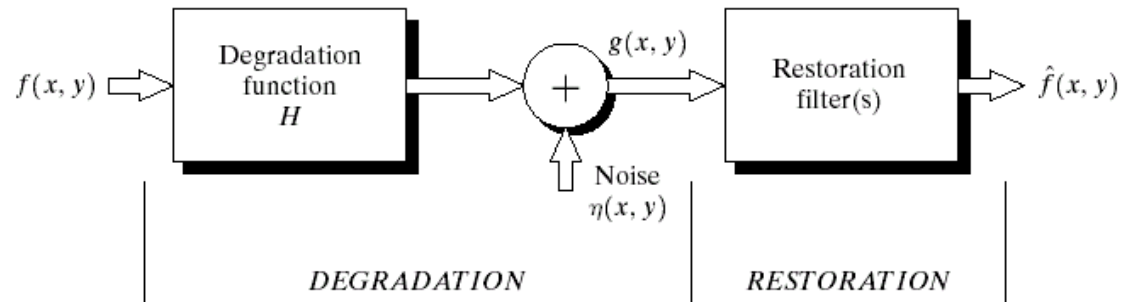 f(x, y)
Degradation
function
H
+
g(x, y)
Noise
η(x, y)
Restoration
filter(s)
f̂(x, y)
DEGRADATION
RESTORATION